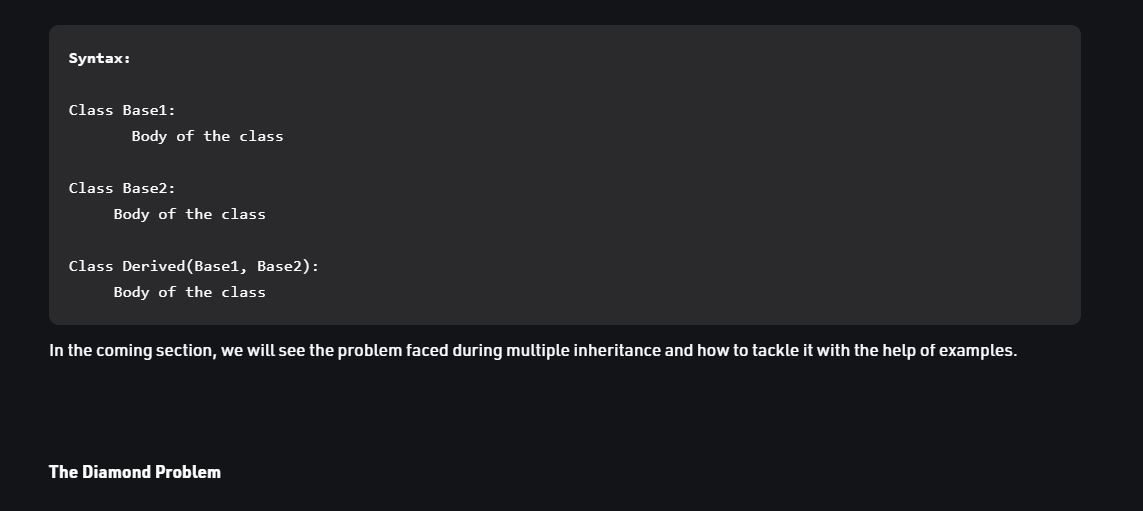 Syntax:
Class Base1:
Body of the class
Class Base2:
Body of the class
Class Derived(Base1, Base2):
Body of the class
In the coming section, we will see the problem faced during multiple inheritance and how to tackle it with the help of examples.
The Diamond Problem